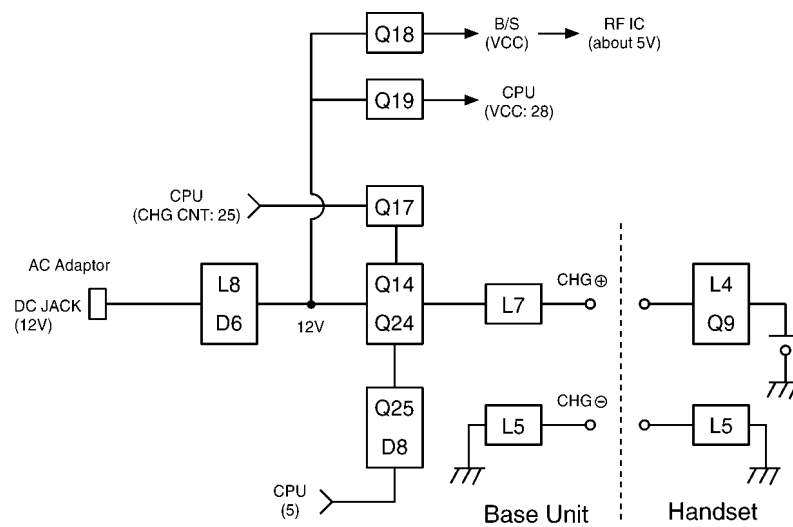 Q18
B/S
(VCC)
RF IC
(about 5V)
Q19
CPU
(VCC: 28)
CPU
(CHG CNT: 25)
Q17
AC Adaptor
DC JACK
(12V)
L8
D6
12V
Q14
Q24
L7
CHG⊕
L4
Q9
Q25
D8
CPU
(5)
L5
CHG⊖
L5
Base Unit
Handset